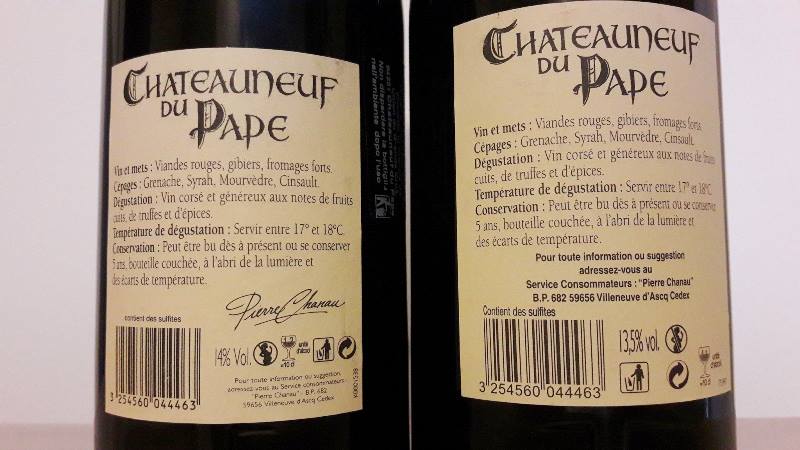 CHATEAUNEUF
DU PAPE
Vin et mets : Viandes rouges, gibiers, fromages forts.
Cépages : Grenache, Syrah, Mourvèdre, Cinsault.
Dégustation : Vin corsé et généreux aux notes de fruits
cuits, de truffes et d'épices.
Température de dégustation : Servir entre 17° et 18°C.
Conservation : Peut être bu dès à présent ou se conserver
5 ans, bouteille couchée, à l'abri de la lumière et
des écarts de température.
Pierre Chanau
contient des sulfites
14% Vol.
3 254560 044463
Pour toute information ou suggestion,
adressez-vous au Service consommateurs :
"Pierre Chanau" - B.P. 682
59656 Villeneuve d'Ascq Cedex
Non disperdere la bottiglia
nell'ambiente dopo l'uso
CHATEAUNEUF
DU PAPE
Vin et mets : Viandes rouges, gibiers, fromages forts.
Cépages : Grenache, Syrah, Mourvèdre, Cinsault.
Dégustation : Vin corsé et généreux aux notes de fruits
cuits, de truffes et d'épices.
Température de dégustation : Servir entre 17° et 18°C.
Conservation : Peut être bu dès à présent ou se conserver
5 ans, bouteille couchée, à l'abri de la lumière et
des écarts de température.
Pour toute information ou suggestion
adressez-vous au
Service Consommateurs : "Pierre Chanau"
B.P. 682 59656 Villeneuve d'Ascq Cedex
Contient des sulfites
13,5% vol.
3 254560 044463